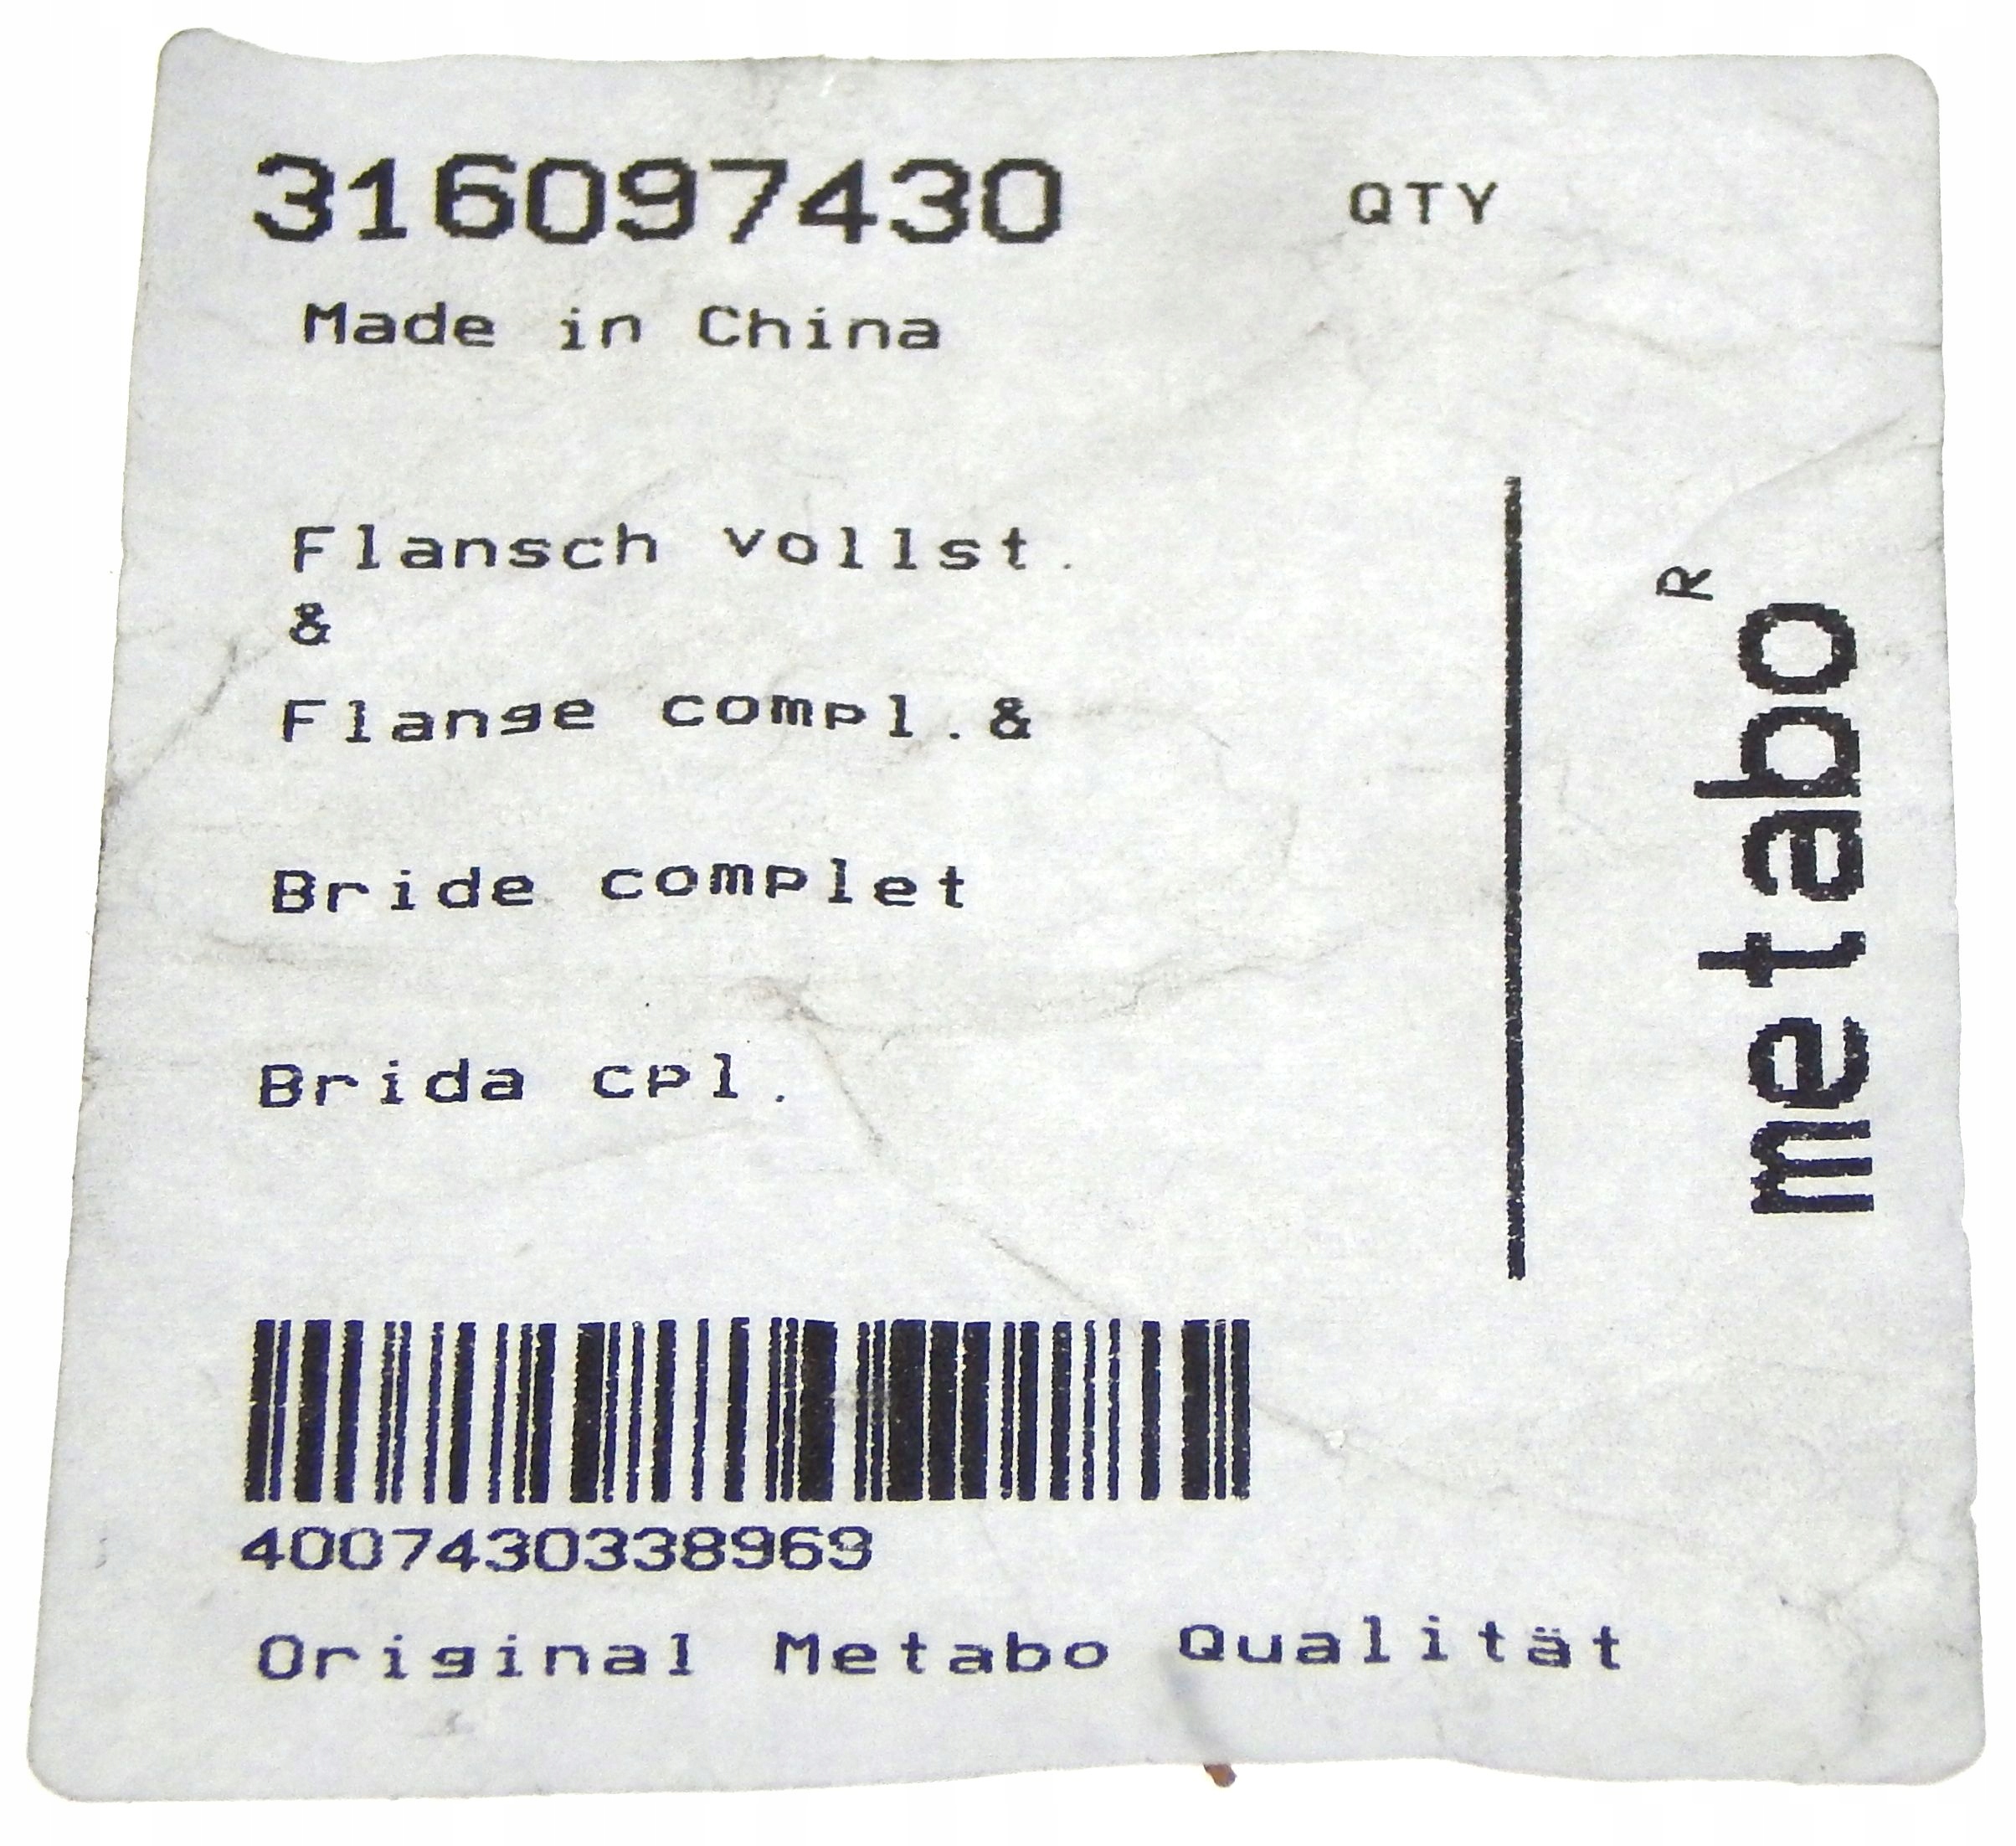 316097430 QTY
Made in China
Flansch vollst.
&
Flange compl.&
Bride complet
Brida cpl.
R
metabo
4007430338969
Original Metabo Qualität